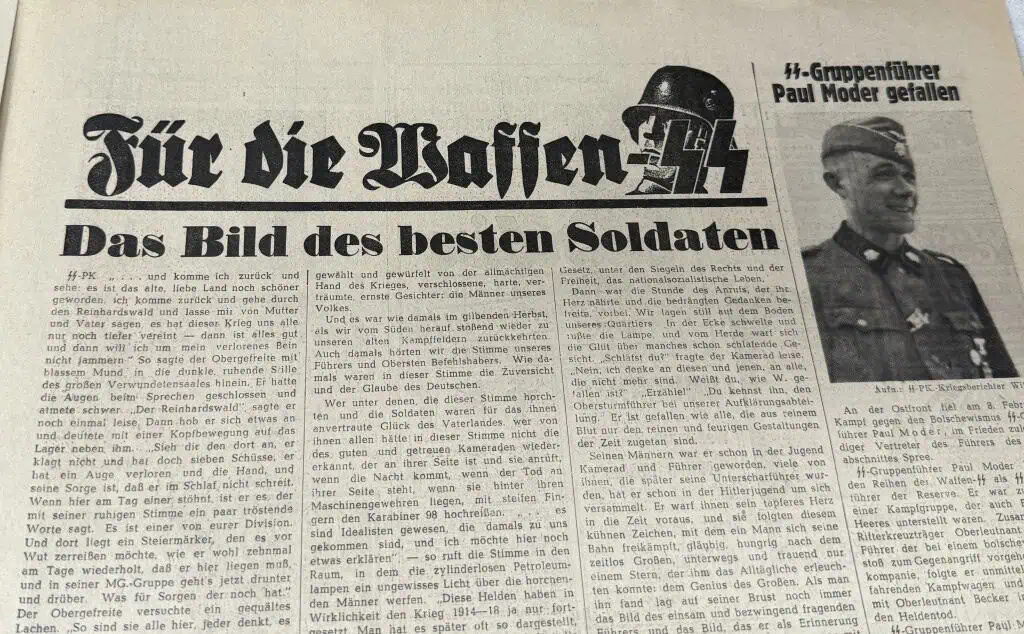 Für die Waffen-SS
Das Bild des besten Soldaten
SS-PK „. . . und komme ich zurück und
sehe: es ist das alte, liebe Land noch schöner
geworden, ich komme zurück und gehe durch
den Reinhardswald und lasse mir von Mutter
und Vater sagen, es hat dieser Krieg uns alle
nur noch tiefer vereint — dann ist alles gut
und dann will ich um mein verlorenes Bein
nicht jammern." So sagte der Obergefreite mit
blassem Mund in die dunkle, ruhende Stille
des großen Verwundetensaales hinein. Er hatte
die Augen beim Sprechen geschlossen und
atmete schwer. „Der Reinhardswald", sagte er
noch einmal leise. Dann hob er sich etwas an
und deutete mit einer Kopfbewegung auf das
Lager neben ihn. „Sieh dir den dort an, er
klagt nicht und hat doch sieben Schüsse, er
hat ein Auge verloren und die Hand, und
seine Sorge ist, daß er im Schlaf nicht schreit.
Wenn hier am Tag einer stöhnt, ist er es, der
mit seiner ruhigen Stimme ein paar tröstende
Worte sagt. Es ist einer von eurer Division.
Und dort liegt ein Steiermärker, den es vor
Wut zerreißen möchte, wie er wohl zehnmal
am Tage wiederholt, daß er hier liegen muß,
und in seiner MG.-Gruppe geht's jetzt drunter
und drüber. Was für Sorgen der noch hat."
Der Obergefreite versuchte ein gequältes
Lachen. „So sind sie alle hier, jeder denkt, es
gewählt und gewürfelt von der allmächtigen
Hand des Krieges, verschlossene, harte, ver-
träumte, ernste Gesichter: die Männer unseres
Volkes.
Und es war wie damals im gilbenden Herbst,
als wir vom Süden herauf stoßend wieder zu
unseren alten Kampffeldern zurückkehrten.
Auch damals hörten wir die Stimme unseres
Führers und Obersten Befehlshabers. Wie da-
mals waren in dieser Stimme die Zuversicht
und der Glaube des Deutschen.
Wer unter denen, die dieser Stimme horch-
ten und die Soldaten waren für das ihnen
anvertraute Glück des Vaterlandes, wer von
ihnen allen hätte in dieser Stimme nicht die
des guten und getreuen Kameraden wieder-
erkannt, der an ihrer Seite ist und sie anruft,
wenn die Nacht kommt, wenn der Tod an
ihrer Seite steht, wenn sie hinter ihren
Maschinengewehren liegen, mit steifen Fin-
gern den Karabiner 98 hochreißen. „. . . es
sind Idealisten gewesen, die damals zu uns
gekommen sind, und ich möchte hier noch
etwas erklären" — so ruft die Stimme in den
Raum, in dem die zylinderlosen Petroleum-
lampen ein ungewisses Licht über die horchen-
den Männer werfen. „Diese Helden haben in
Wirklichkeit den Krieg 1914—18 ja nur fort-
gesetzt. Man hat es später oft so dargestellt,
Gesetz, unter den Siegeln des Rechts und der
Freiheit, das nationalsozialistische Leben.
Dann war die Stunde des Anrufs, der ihr
Herz nährte und die bedrängten Gedanken be-
freite, vorbei. Wir lagen still auf dem Boden
unseres Quartiers. In der Ecke schwelte und
rußte die Lampe, und vom Herde warf sich
die Glut über manches schon schlafende Ge-
sicht. „Schläfst du?" fragte der Kamerad leise.
„Nein, ich denke an diesen und jenen, an alle,
die nicht mehr sind. Weißt du, wie W. ge-
fallen ist?" „Erzähle!" „Du kennst ihn, den
Obersturmführer bei unserer Aufklärungsabtei-
lung." Er ist gefallen wie alle, die aus reinem
Blut nur den reinen und feurigen Gestaltungen
der Zeit zugetan sind.
Seinen Männern war er schon in der Jugend
Kamerad und Führer geworden, viele von
ihnen, die später seine Unterscharführer wur-
den, hat er schon in der Hitlerjugend um sich
versammelt. Er warf ihnen sein tapferes Herz
in die Zeit voraus, und sie folgten diesem
kühnen Zeichen, mit dem ein Mann sich seine
Bahn freikämpft, gläubig, hungrig nach dem
zeitlos Großen, unterwegs und trauend nur
einem Stern, der ihm das Alltägliche erleuch-
ten konnte: dem Genius des Großen. Als man
ihn fand lag auf seiner Brust noch immer
das Bild des einsam und bezwingend fragenden
Führers und das Bild, das er als Erinnerung
SS-Gruppenführer
Paul Moder gefallen
Aufn.: SS-PK.-Kriegsberichter
An der Ostfront fiel am 8. Febr
Kampf gegen den Bolschewismus SS-G
führer Paul Moder, im Frieden zule
diger Vertreter des Führers des
abschnittes Spree.
SS-Gruppenführer Paul Moder
den Reihen der Waffen-SS als SS
führer der Reserve. Er war zu
einer Kampfgruppe, der auch E
Heeres unterstellt waren. Zusam
Ritterkreuzträger Oberleutnant
Führer der bei einem bolschew
stoß zum Gegenangriff vorgehe
kompanie, folgte er unmittel
fahrenden Kampfwagen und
mit Oberleutnant Becker in
den Heldentod.
SS-Gruppenführer Paul M